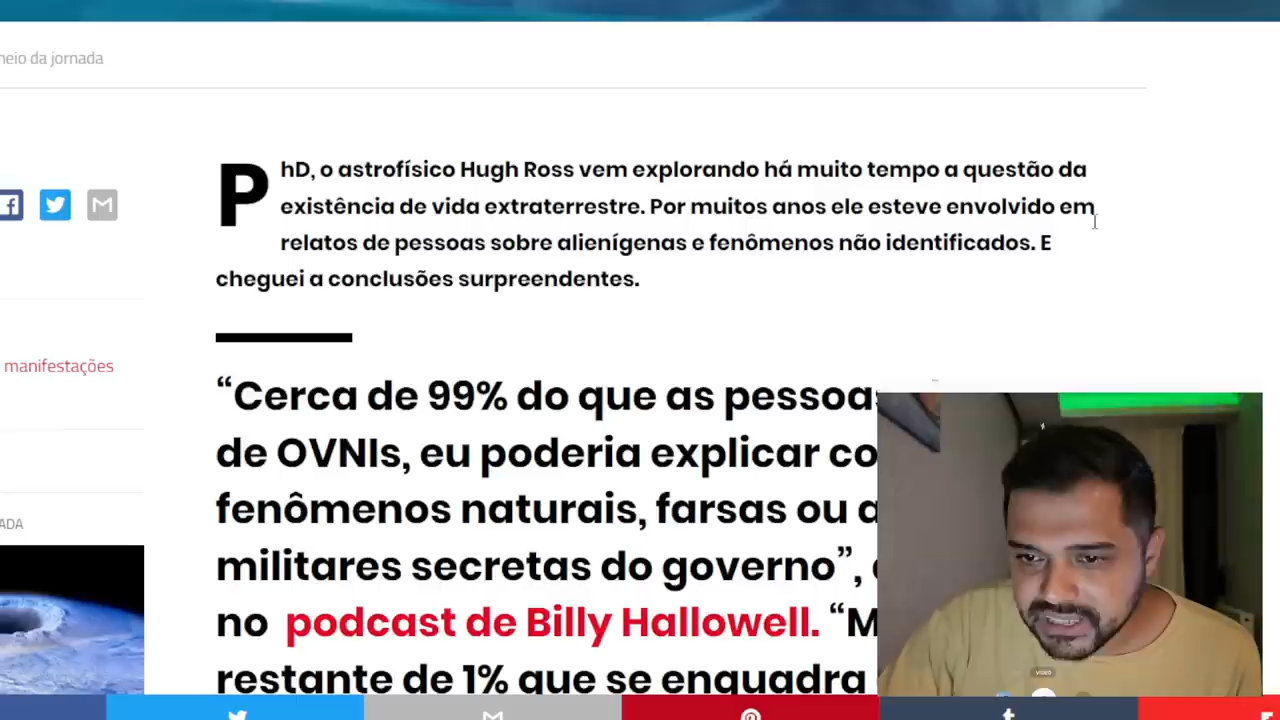 neio da jornada
PhD, o astrofísico Hugh Ross vem explorando há muito tempo a questão da
existência de vida extraterrestre. Por muitos anos ele esteve envolvido em
relatos de pessoas sobre alienígenas e fenômenos não identificados. E
cheguei a conclusões surpreendentes.
manifestações
“Cerca de 99% do que as pessoas
de OVNIs, eu poderia explicar co
fenômenos naturais, farsas ou a
militares secretas do governo”,
no podcast de Billy Hallowell. “M
restante de 1% que se enquadra
ADA
VIDEO